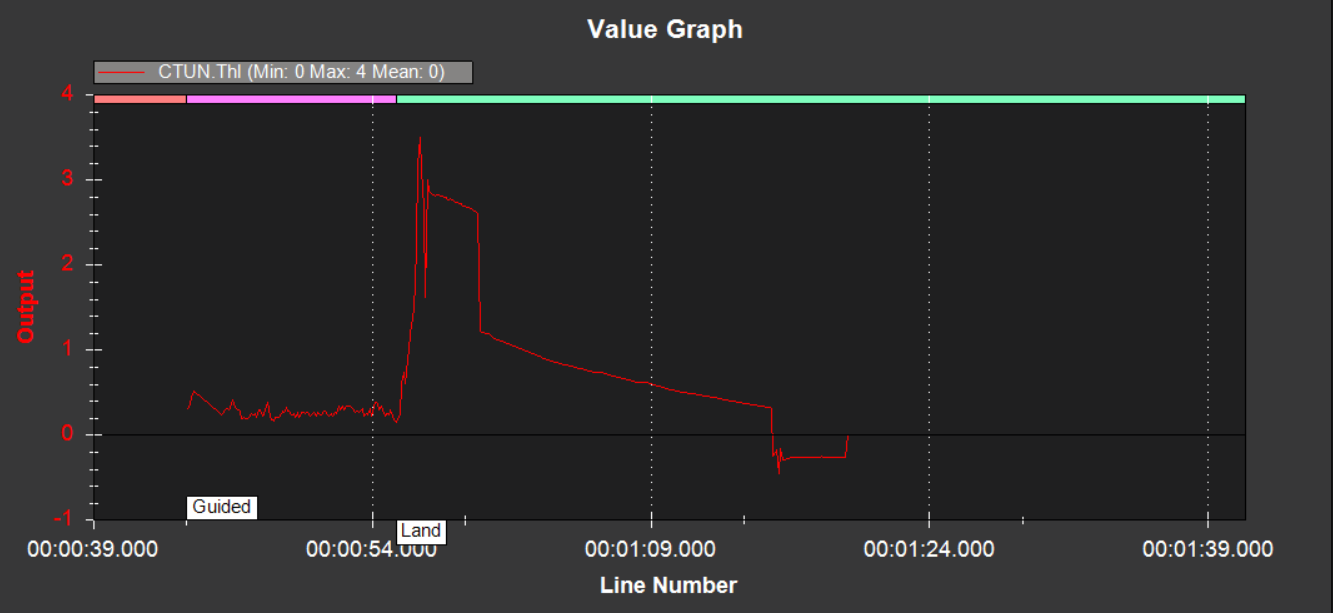 Value Graph
CTUN.ThI (Min: 0 Max: 4 Mean: 0)
4
3
2
1
0
-1
Output
Guided
Land
00:00:39.000 00:00:54.000 00:01:09.000 00:01:24.000 00:01:39.000
Line Number